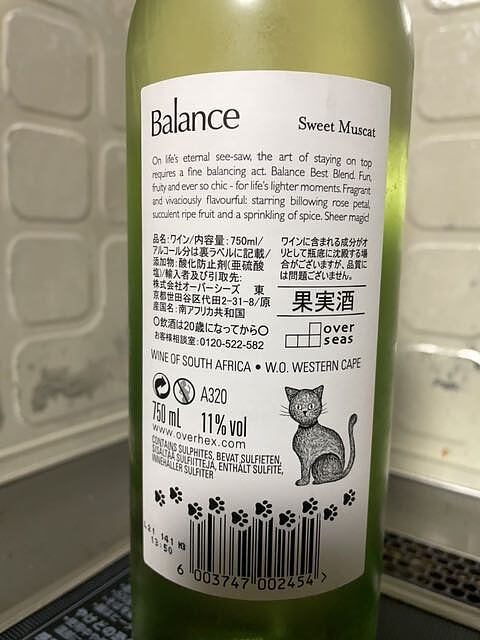 Balance
Sweet Muscat
On life's eternal see-saw, the art of staying on top
requires a fine balancing act. Balance Best Blend. Fun,
fruity and ever so chic - for life's lighter moments. Fragrant
and vivaciously flavourful: starring billowing rose petal,
succulent ripe fruit and a sprinkling of spice. Sheer magic!
品名:ワイン/内容量:750ml/
アルコール分は裏ラベルに記載/
添加物:酸化防止剤(亜硫酸
塩)/輸入者及び引取先:
株式会社オーバーシーズ 東
京都世田谷区代田2-31-8/原
産国名:南アフリカ共和国
〇飲酒は20歳になってから〇
お客様相談室:0120-522-582
ワインに含まれる成分がオ
リとして瓶底に沈殿する場
合がございますが、品質に
は問題ございません。
果実酒
over
seas
WINE OF SOUTH AFRICA • W.O. WESTERN CAPE
A320
750 mL 11% vol
www.overhex.com
CONTAINS SULPHITES, BEVAT SULFIETEN,
SISÄLTÄÄ SULFIITTEJÄ, ENTHÄLT SULFITE,
INNEHÅLLER SULFITER
21 141 M3
13:50
6 003747 002454 >